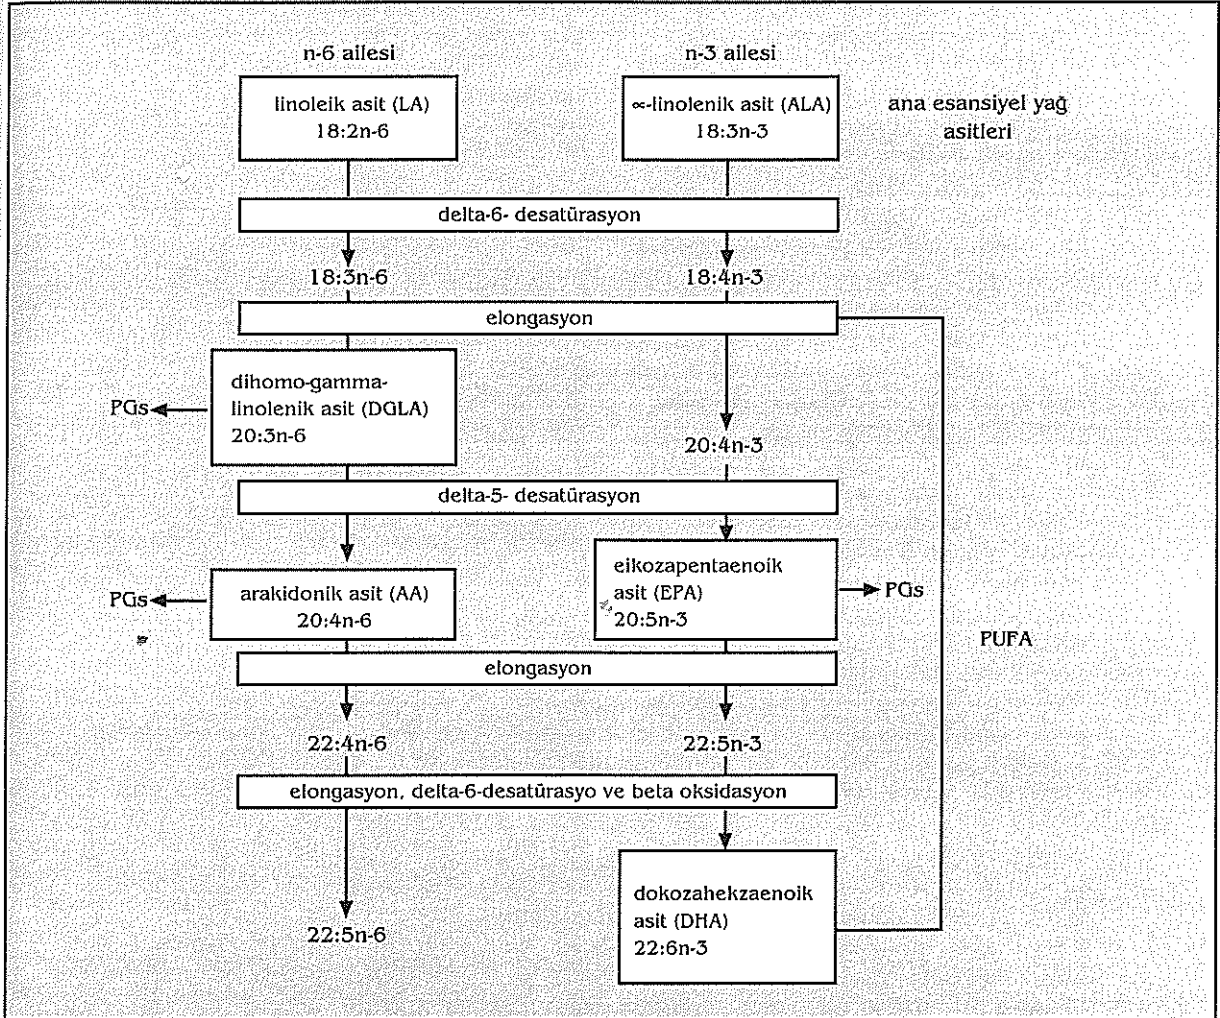 n-6 ailesi
n-3 ailesi
linoleik asit (LA)
18:2n-6
∝-linolenik asit (ALA)
18:3n-3
ana esansiyel yağ
asitleri
delta-6- desatürasyon
18:3n-6
18:4n-3
elongasyon
dihomo-gamma-
linolenik asit (DGLA)
20:3n-6
PGs
20:4n-3
delta-5- desatürasyon
eikozapentaenoik
asit (EPA)
20:5n-3
PGs
arakidonik asit (AA)
20:4n-6
PGs
PUFA
elongasyon
22:4n-6
22:5n-3
elongasyon, delta-6-desatürasyo ve beta oksidasyon
dokozahekzaenoik
asit (DHA)
22:6n-3
22:5n-6